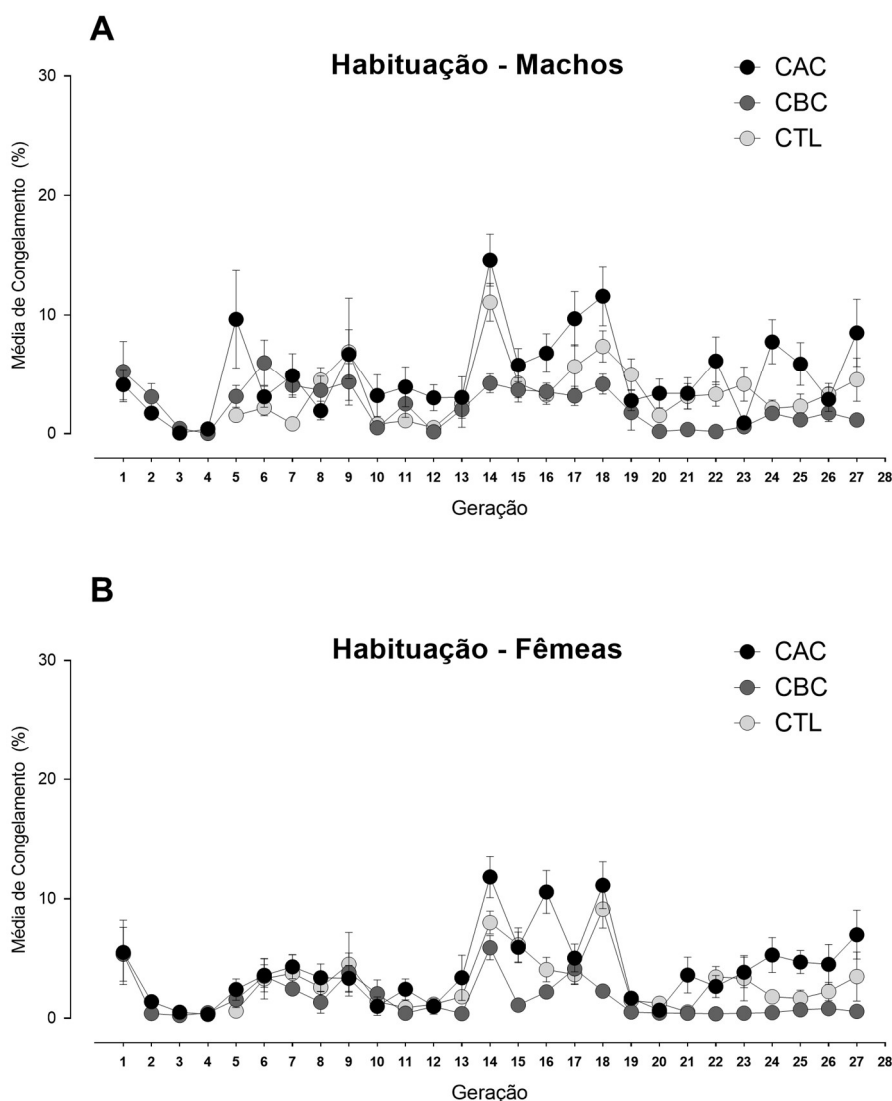 A
Habituação - Machos
CAC
CBC
CTL
Média de Congelamento (%)
30
20
10
0
1 2 3 4 5 6 7 8 9 10 11 12 13 14 15 16 17 18 19 20 21 22 23 24 25 26 27 28
Geração
B
Habituação - Fêmeas
CAC
CBC
CTL
Média de Congelamento (%)
30
20
10
0
1 2 3 4 5 6 7 8 9 10 11 12 13 14 15 16 17 18 19 20 21 22 23 24 25 26 27 28
Geração